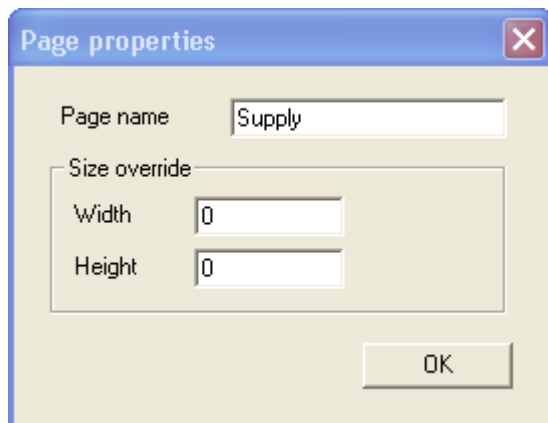 Page properties
Page name Supply
Size override
Width 0
Height 0
OK